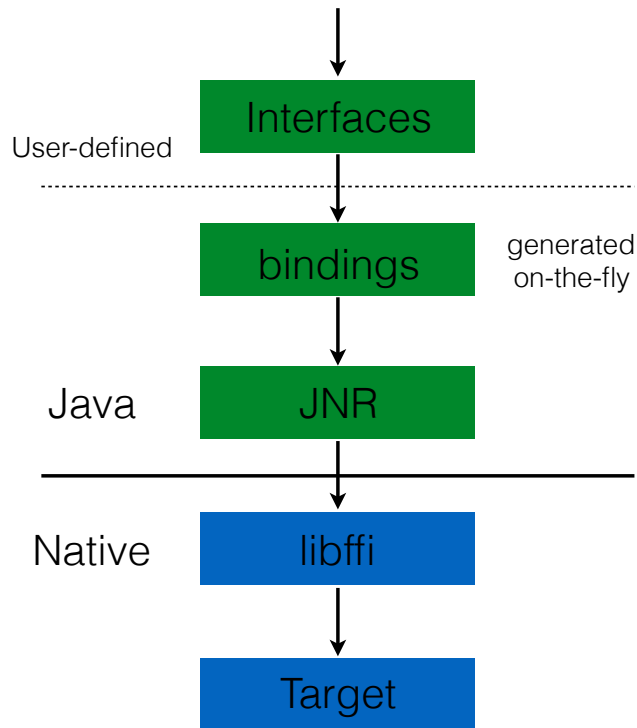 Interfaces
User-defined
bindings
generated
on-the-fly
Java
JNR
Native
libffi
Target